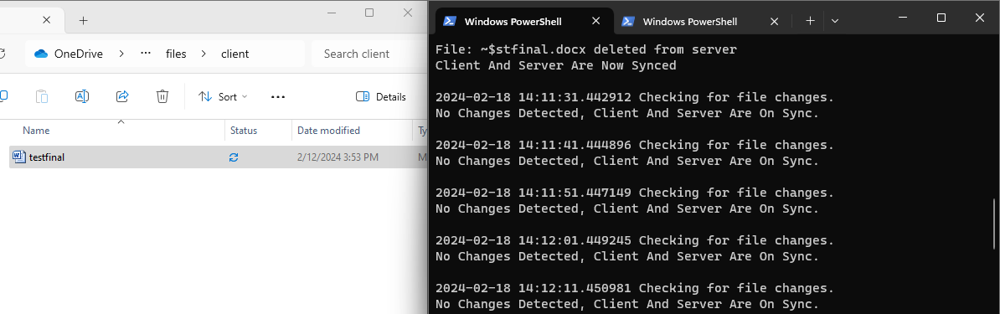 OneDrive > ··· files > client Search client
Sort Details
Name Status Date modified Ty
testfinal 2/12/2024 3:53 PM M
Windows PowerShell Windows PowerShell
File: ~$stfinal.docx deleted from server
Client And Server Are Now Synced
2024-02-18 14:11:31.442912 Checking for file changes.
No Changes Detected, Client And Server Are On Sync.
2024-02-18 14:11:41.444896 Checking for file changes.
No Changes Detected, Client And Server Are On Sync.
2024-02-18 14:11:51.447149 Checking for file changes.
No Changes Detected, Client And Server Are On Sync.
2024-02-18 14:12:01.449245 Checking for file changes.
No Changes Detected, Client And Server Are On Sync.
2024-02-18 14:12:11.450981 Checking for file changes.
No Changes Detected, Client And Server Are On Sync.